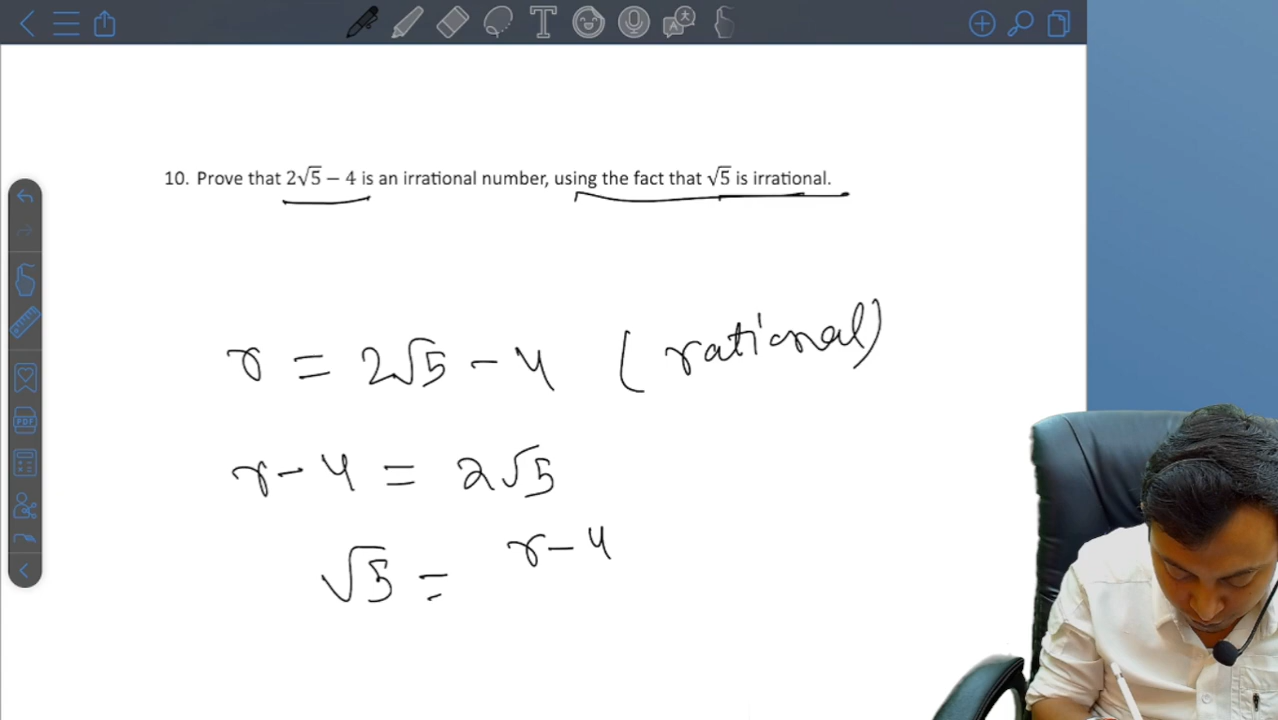 10. Prove that 2√5 – 4 is an irrational number, using the fact that √5 is irrational.
r = 2√5 – 4 (rational)
r – 4 = 2√5
√5 = r – 4